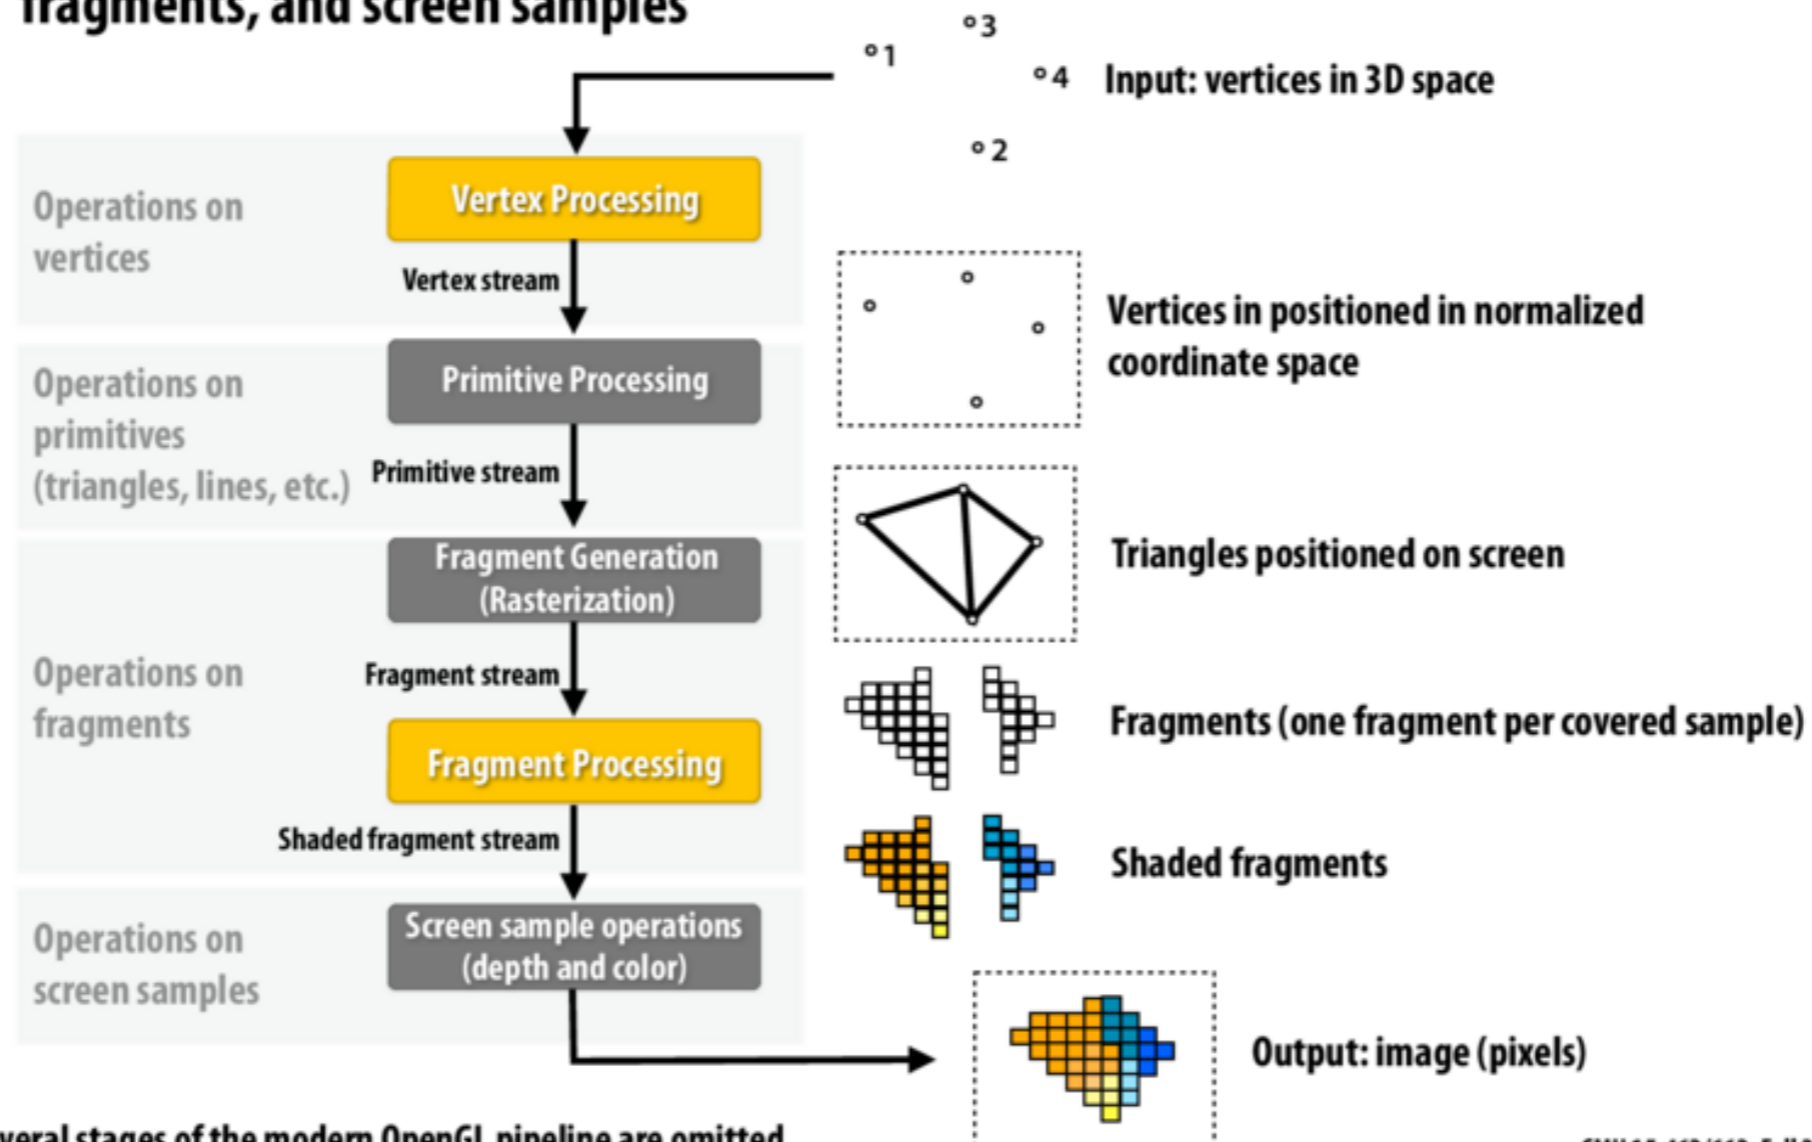 fragments, and screen samples
1
3
4
2
Input: vertices in 3D space
Operations on
vertices
Vertex Processing
Vertex stream
Vertices in positioned in normalized
coordinate space
Operations on
primitives
(triangles, lines, etc.)
Primitive Processing
Primitive stream
Triangles positioned on screen
Operations on
fragments
Fragment Generation
(Rasterization)
Fragment stream
Fragments (one fragment per covered sample)
Fragment Processing
Shaded fragment stream
Shaded fragments
Operations on
screen samples
Screen sample operations
(depth and color)
Output: image (pixels)
veral stages of the modern OpenGL pipeline are omitted